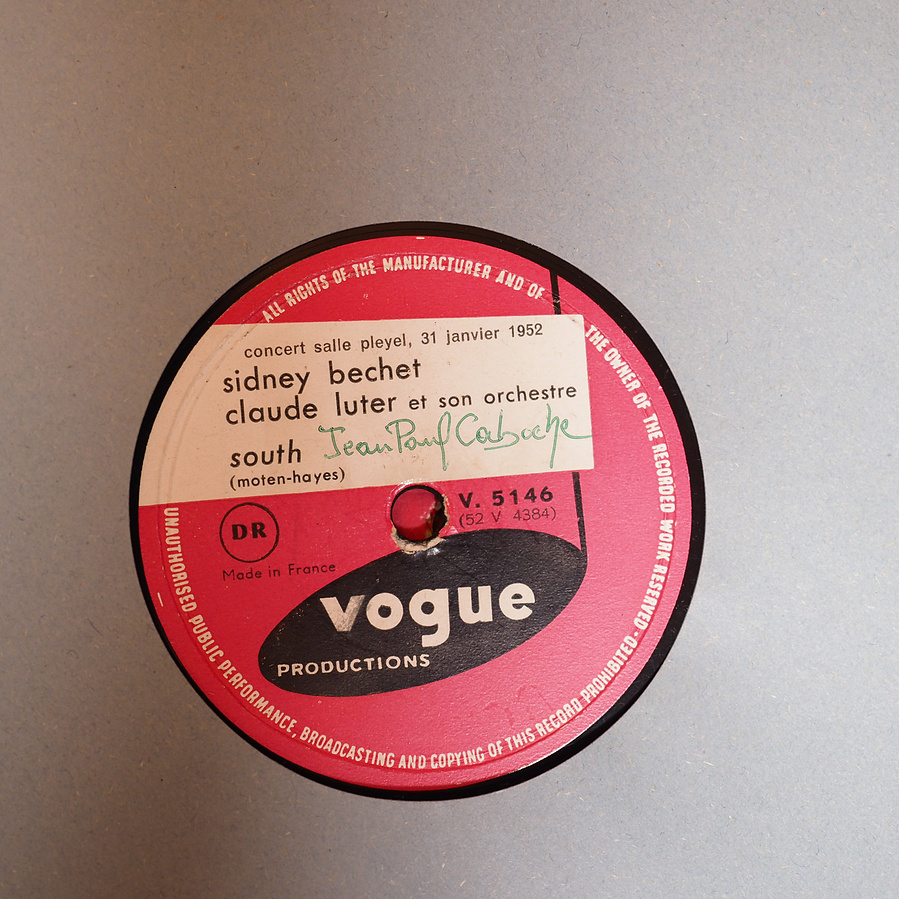 ALL RIGHTS OF THE MANUFACTURER AND OF THE OWNER OF THE RECORDED WORK RESERVED-
concert salle pleyel, 31 janvier 1952
sidney bechet
claude luter et son orchestre
south Jean Paul Caboche
(moten-hayes)
DR
V. 5146
(52 V 4384)
Made in France
vogue
PRODUCTIONS
UNAUTHORISED PUBLIC PERFORMANCE, BROADCASTING AND COPYING OF THIS RECORD PROHIBITED-